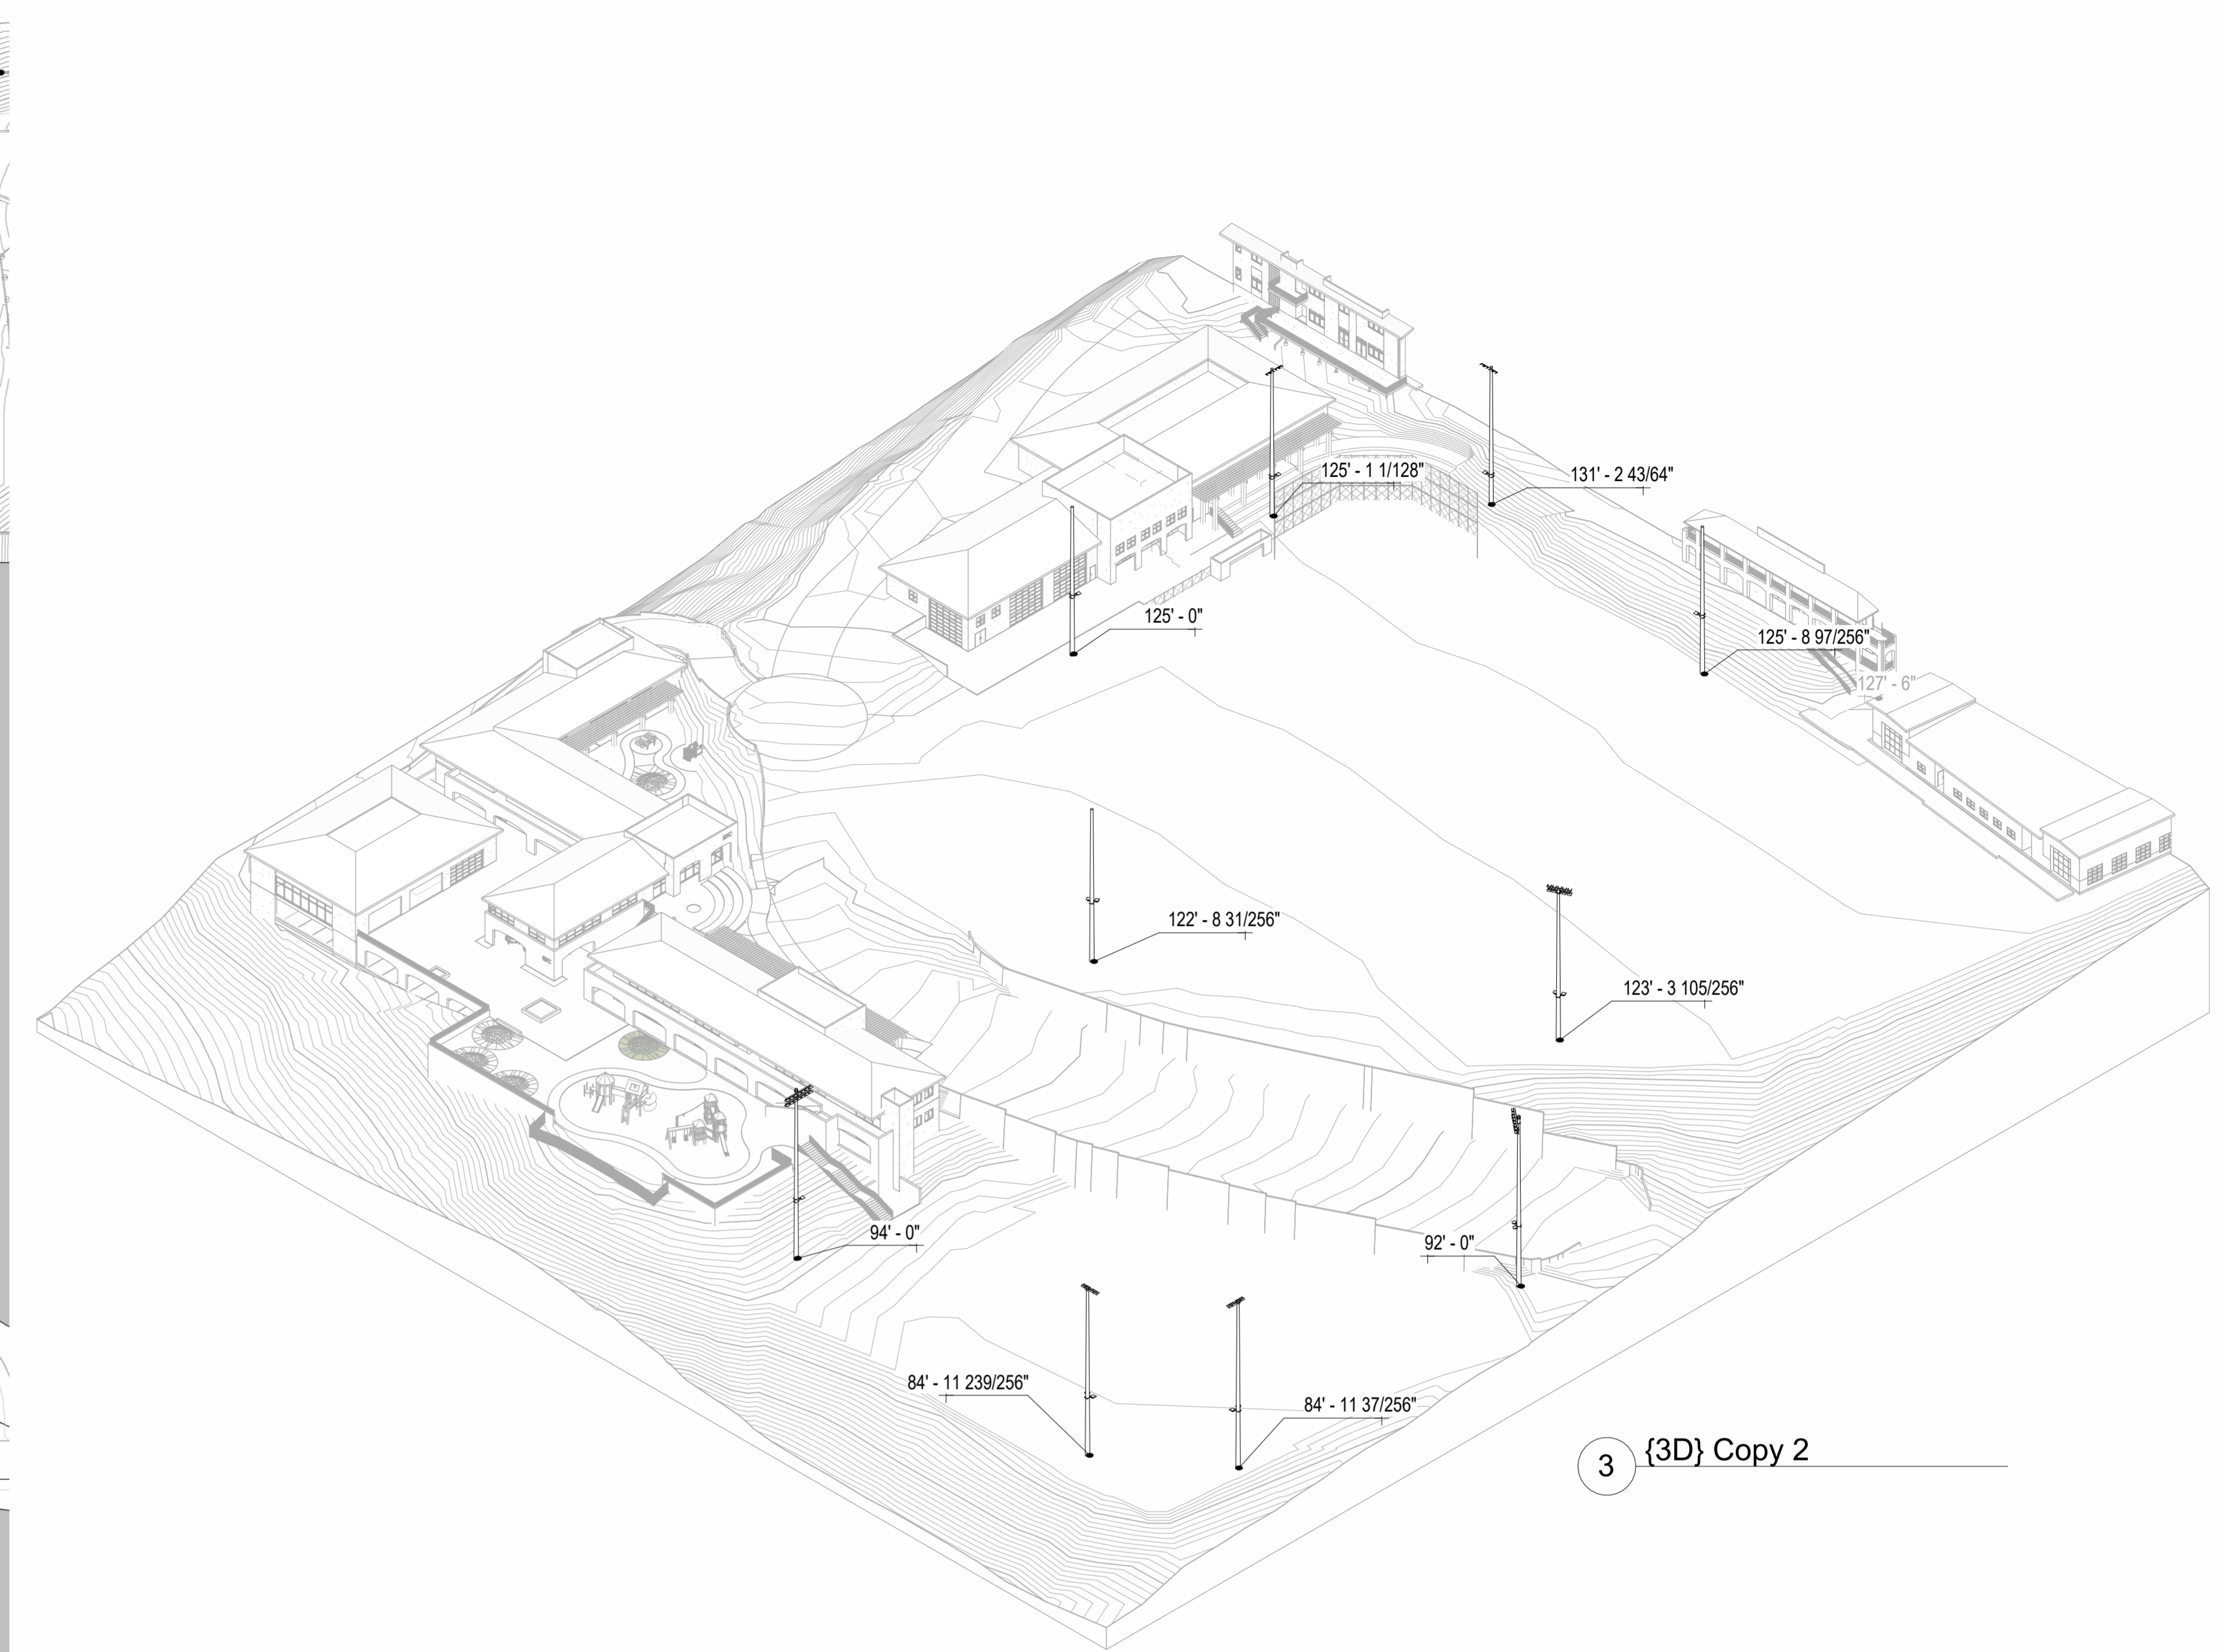 125' - 1 1/128"
131' - 2 43/64"
125' - 0"
125' - 8 97/256"
127' - 6"
122' - 8 31/256"
123' - 3 105/256"
94' - 0"
92' - 0"
84' - 11 239/256"
84' - 11 37/256"
3 {3D} Copy 2